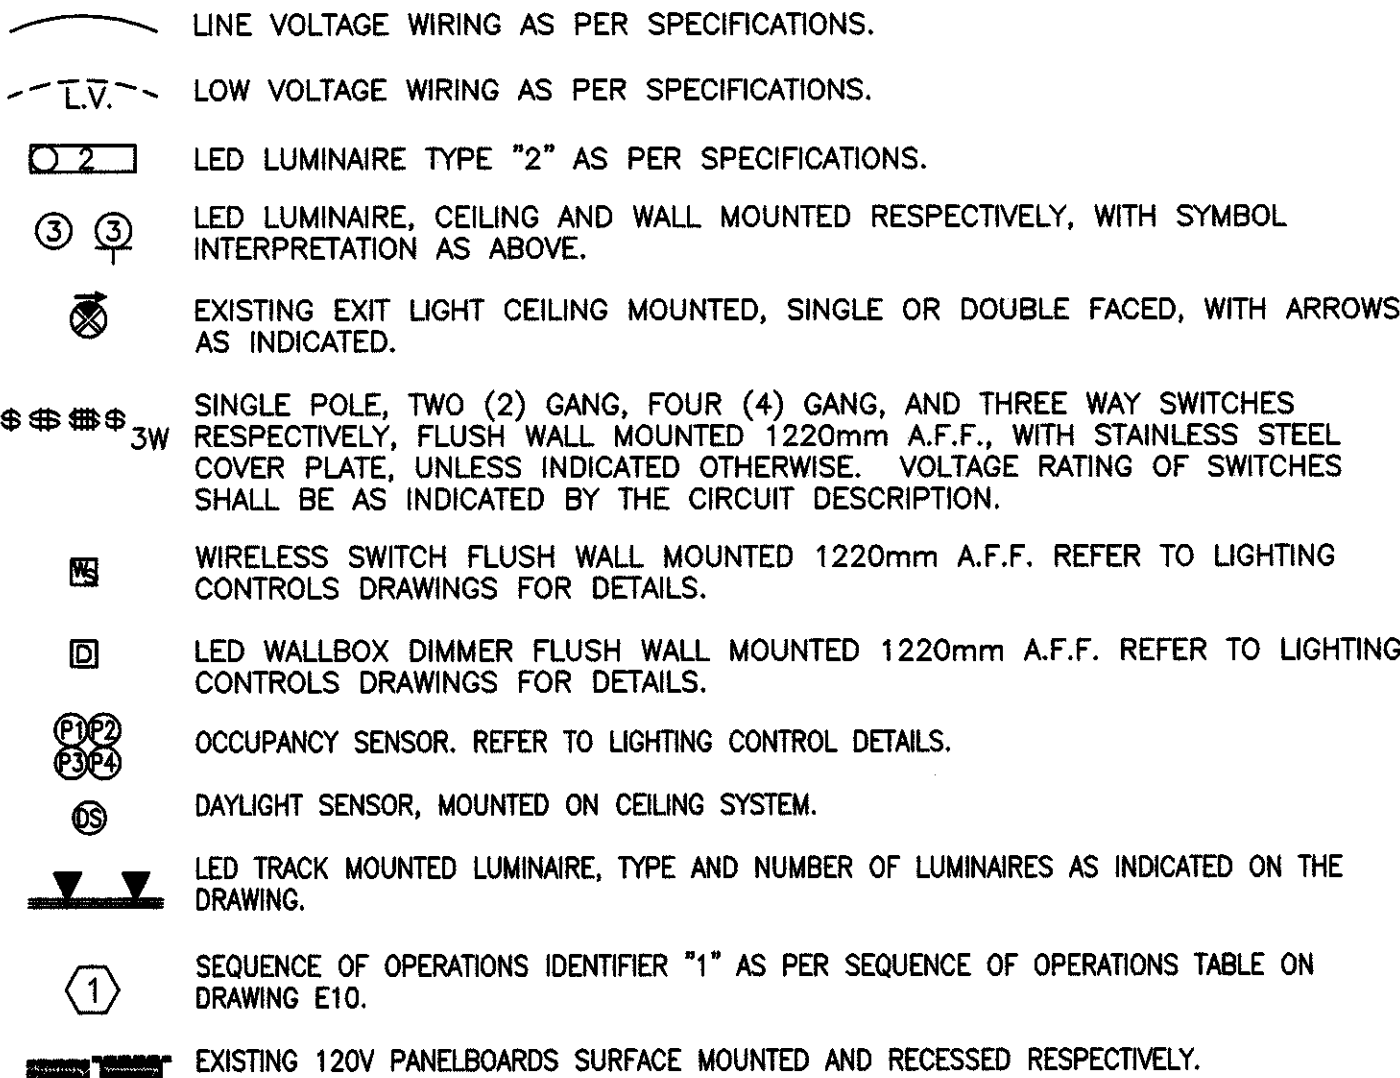 LINE VOLTAGE WIRING AS PER SPECIFICATIONS.
L.V. LOW VOLTAGE WIRING AS PER SPECIFICATIONS.
2 LED LUMINAIRE TYPE "2" AS PER SPECIFICATIONS.
3 3 LED LUMINAIRE, CEILING AND WALL MOUNTED RESPECTIVELY, WITH SYMBOL
INTERPRETATION AS ABOVE.
EXISTING EXIT LIGHT CEILING MOUNTED, SINGLE OR DOUBLE FACED, WITH ARROWS
AS INDICATED.
$ $ $ $ 3W SINGLE POLE, TWO (2) GANG, FOUR (4) GANG, AND THREE WAY SWITCHES
RESPECTIVELY, FLUSH WALL MOUNTED 1220mm A.F.F., WITH STAINLESS STEEL
COVER PLATE, UNLESS INDICATED OTHERWISE. VOLTAGE RATING OF SWITCHES
SHALL BE AS INDICATED BY THE CIRCUIT DESCRIPTION.
WS WIRELESS SWITCH FLUSH WALL MOUNTED 1220mm A.F.F. REFER TO LIGHTING
CONTROLS DRAWINGS FOR DETAILS.
D LED WALLBOX DIMMER FLUSH WALL MOUNTED 1220mm A.F.F. REFER TO LIGHTING
CONTROLS DRAWINGS FOR DETAILS.
P1 P2
P3 P4
OCCUPANCY SENSOR. REFER TO LIGHTING CONTROL DETAILS.
DS DAYLIGHT SENSOR, MOUNTED ON CEILING SYSTEM.
LED TRACK MOUNTED LUMINAIRE, TYPE AND NUMBER OF LUMINAIRES AS INDICATED ON THE
DRAWING.
1 SEQUENCE OF OPERATIONS IDENTIFIER "1" AS PER SEQUENCE OF OPERATIONS TABLE ON
DRAWING E10.
EXISTING 120V PANELBOARDS SURFACE MOUNTED AND RECESSED RESPECTIVELY.